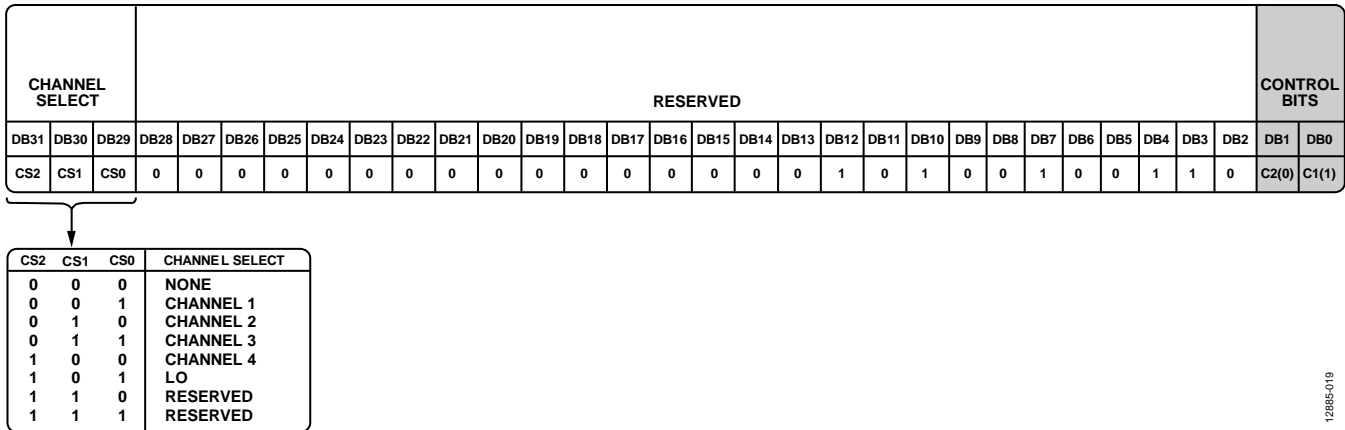 CHANNEL
SELECT
RESERVED
CONTROL
BITS
DB31 DB30 DB29 DB28 DB27 DB26 DB25 DB24 DB23 DB22 DB21 DB20 DB19 DB18 DB17 DB16 DB15 DB14 DB13 DB12 DB11 DB10 DB9 DB8 DB7 DB6 DB5 DB4 DB3 DB2 DB1 DB0
CS2 CS1 CS0 0 0 0 0 0 0 0 0 0 0 0 0 0 0 0 0 1 0 1 0 0 1 0 0 1 1 0 C2(0) C1(1)
CS2 CS1 CS0 CHANNEL SELECT
0 0 0 NONE
0 0 1 CHANNEL 1
0 1 0 CHANNEL 2
0 1 1 CHANNEL 3
1 0 0 CHANNEL 4
1 0 1 LO
1 1 0 RESERVED
1 1 1 RESERVED
12885-019